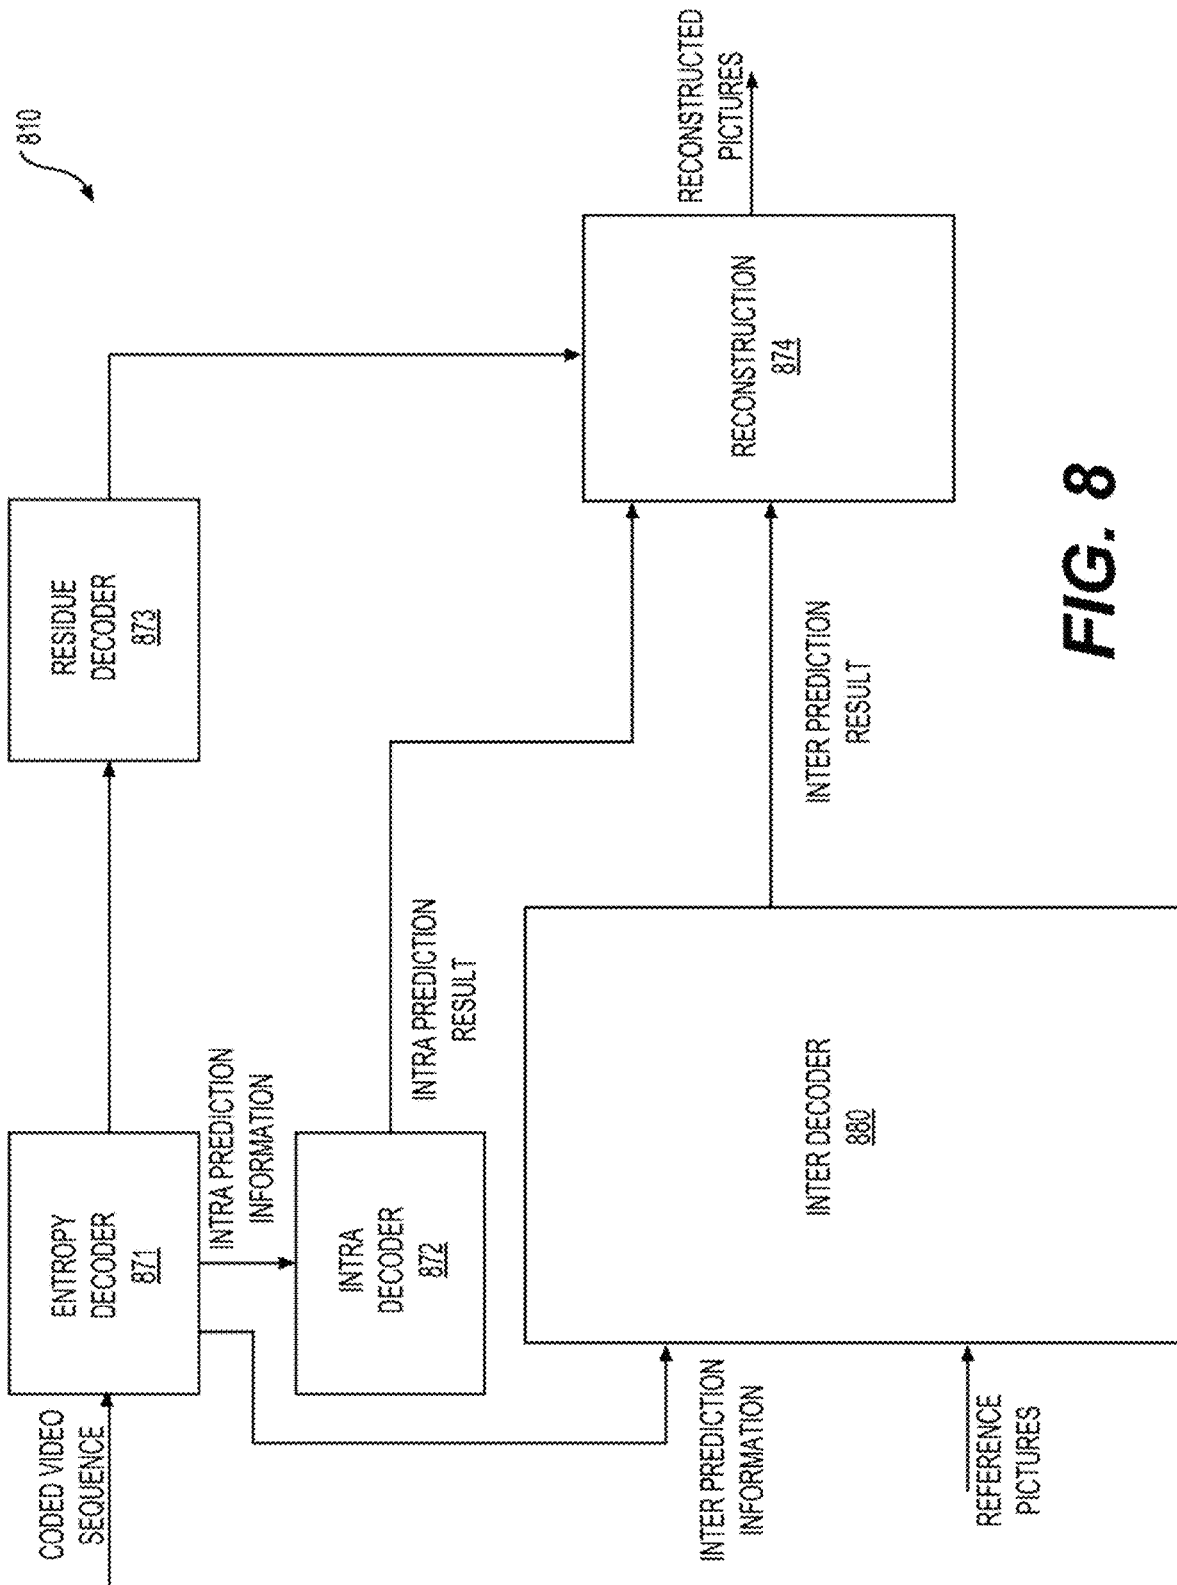 810
CODED VIDEO
SEQUENCE
ENTROPY
DECODER
871
RESIDUE
DECODER
873
INTRA PREDICTION
INFORMATION
INTRA
DECODER
872
INTRA PREDICTION
RESULT
INTER PREDICTION
INFORMATION
REFERENCE
PICTURES
INTER DECODER
880
INTER PREDICTION
RESULT
RECONSTRUCTION
874
RECONSTRUCTED
PICTURES
FIG. 8